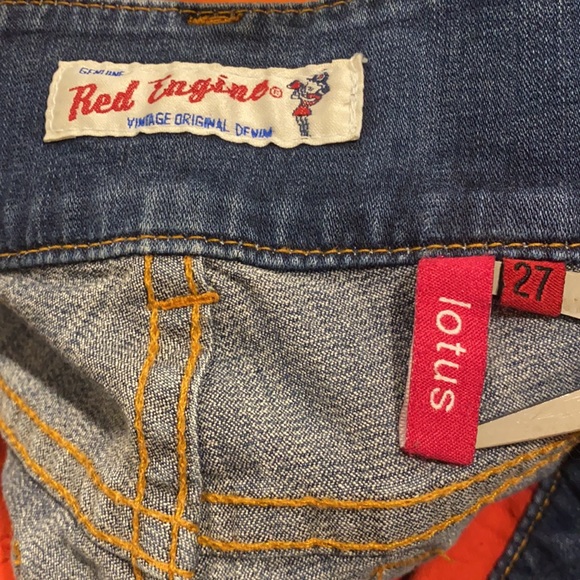 GENUINE
Red Engine®
VINTAGE ORIGINAL DENIM
lotus
27